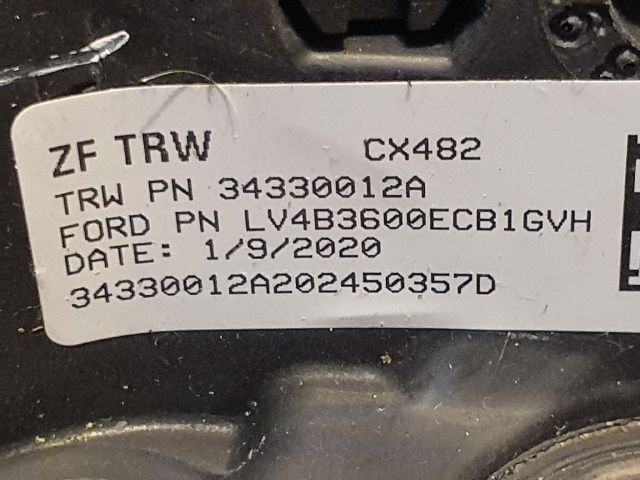 ZF TRW CX482
TRW PN 34330012A
FORD PN LV4B3600ECB1GVH
DATE: 1/9/2020
34330012A202450357D